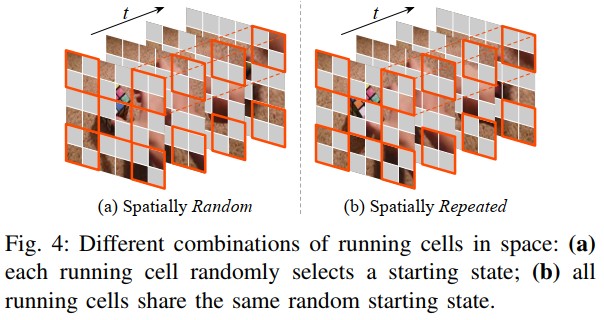 t
t
(a) Spatially Random
(b) Spatially Repeated
Fig. 4: Different combinations of running cells in space: (a)
each running cell randomly selects a starting state; (b) all
running cells share the same random starting state.